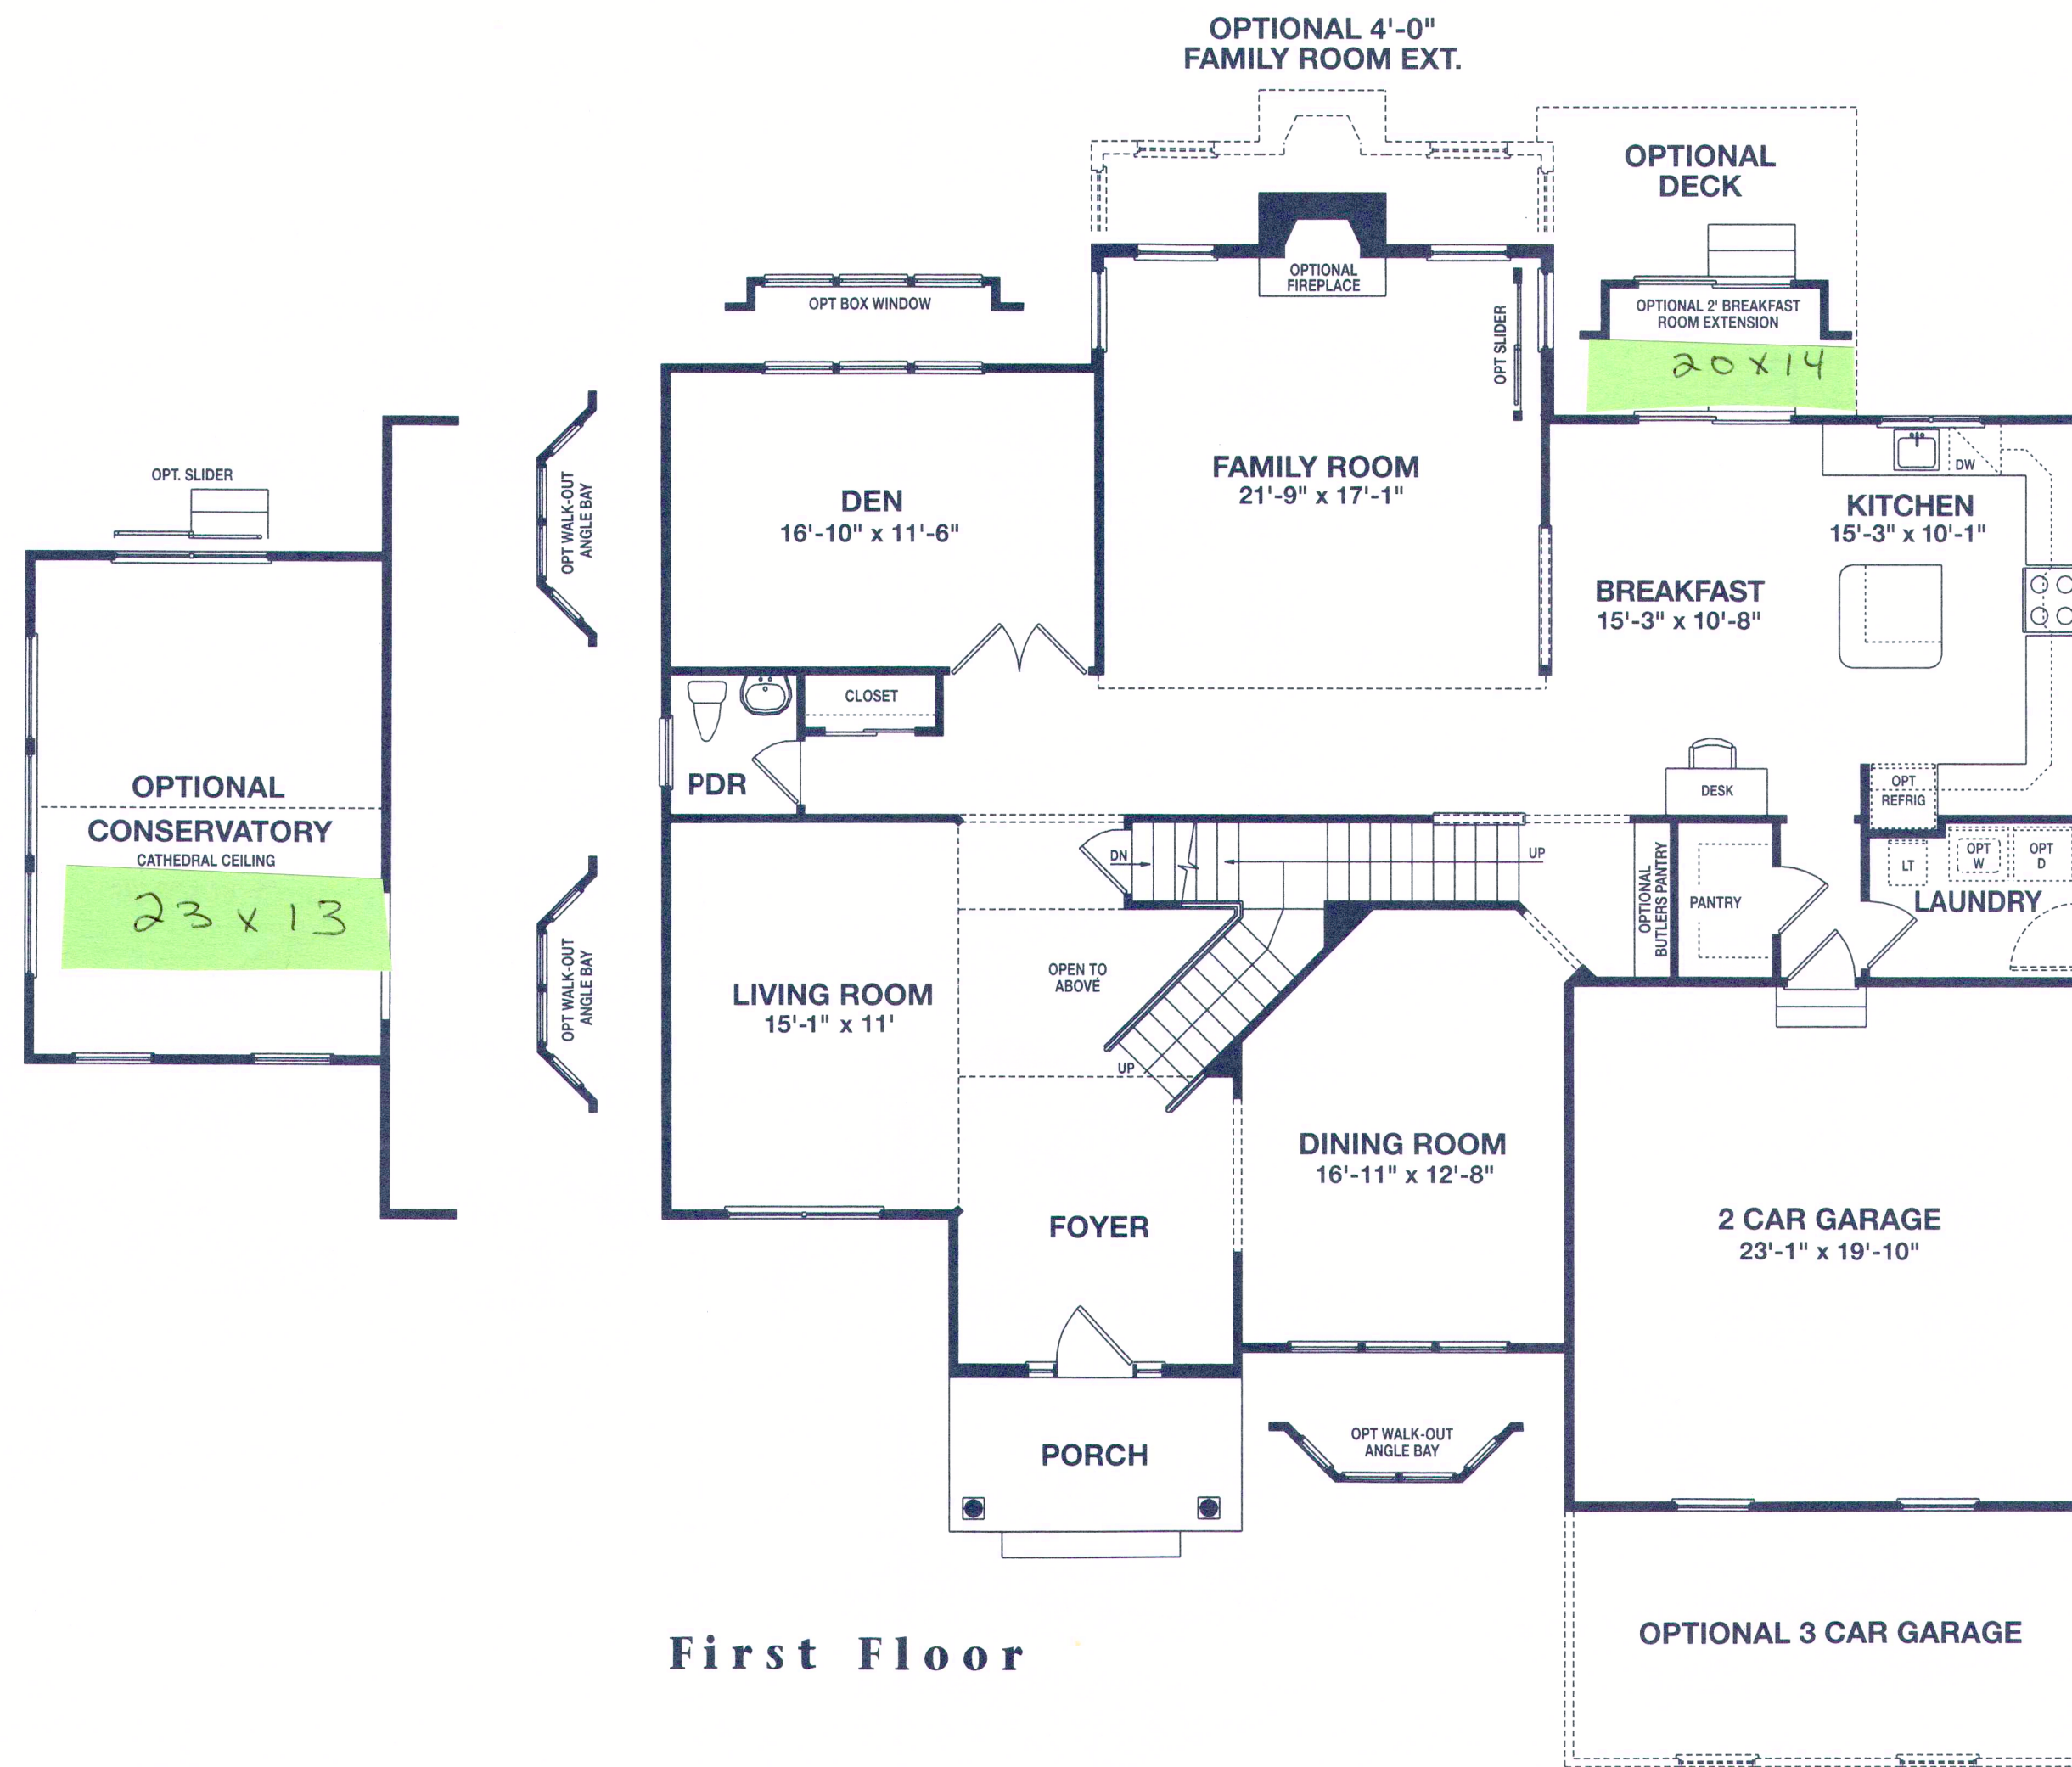 OPTIONAL 4'-0"
FAMILY ROOM EXT.
OPTIONAL
DECK
OPTIONAL
FIREPLACE
OPT BOX WINDOW
OPTIONAL 2' BREAKFAST
ROOM EXTENSION
20 x 14
OPT SLIDER
FAMILY ROOM
21'-9" x 17'-1"
DEN
16'-10" x 11'-6"
OPT. SLIDER
OPT WALK-OUT
ANGLE BAY
DW
KITCHEN
15'-3" x 10'-1"
BREAKFAST
15'-3" x 10'-8"
CLOSET
PDR
OPTIONAL
CONSERVATORY
CATHEDRAL CEILING
23 x 13
DESK
OPT
REFRIG
DN
UP
OPTIONAL
BUTLERS PANTRY
PANTRY
LT
OPT
W
OPT
D
LAUNDRY
OPT WALK-OUT
ANGLE BAY
LIVING ROOM
15'-1" x 11'
OPEN TO
ABOVE
UP
DINING ROOM
16'-11" x 12'-8"
FOYER
2 CAR GARAGE
23'-1" x 19'-10"
PORCH
OPT WALK-OUT
ANGLE BAY
First Floor
OPTIONAL 3 CAR GARAGE